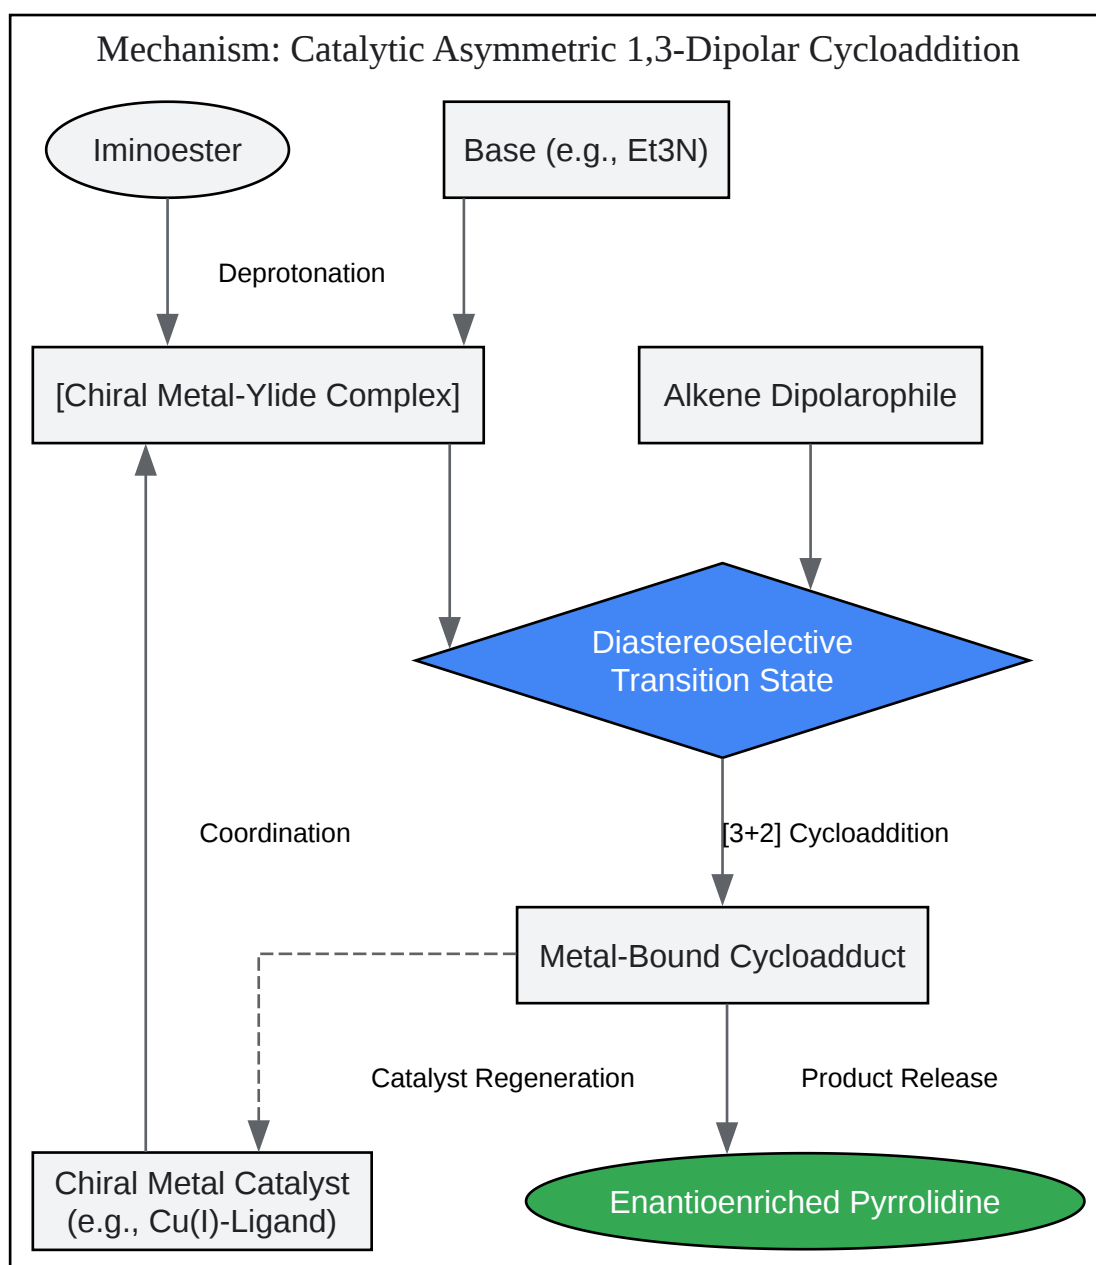 Mechanism: Catalytic Asymmetric 1,3-Dipolar Cycloaddition
Iminoester
Base (e.g., Et3N)
Deprotonation
[Chiral Metal-Ylide Complex]
Alkene Dipolarophile
Diastereoselective
Transition State
Coordination
[3+2] Cycloaddition
Metal-Bound Cycloadduct
Catalyst Regeneration
Product Release
Chiral Metal Catalyst
(e.g., Cu(I)-Ligand)
Enantioenriched Pyrrolidine